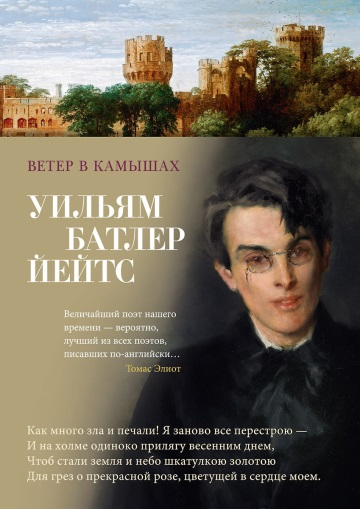 ВЕТЕР В КАМЫШАХ
УИЛЬЯМ
БАТЛЕР
ЙЕЙТС
Величайший поэт нашего
времени — вероятно,
лучший из всех поэтов,
писавших по-английски…
Томас Элиот
Как много зла и печали! Я заново все перестрою —
И на холме одиноко прилягу весенним днем,
Чтоб стали земля и небо шкатулкою золотою
Для грез о прекрасной розе, цветущей в сердце моем.